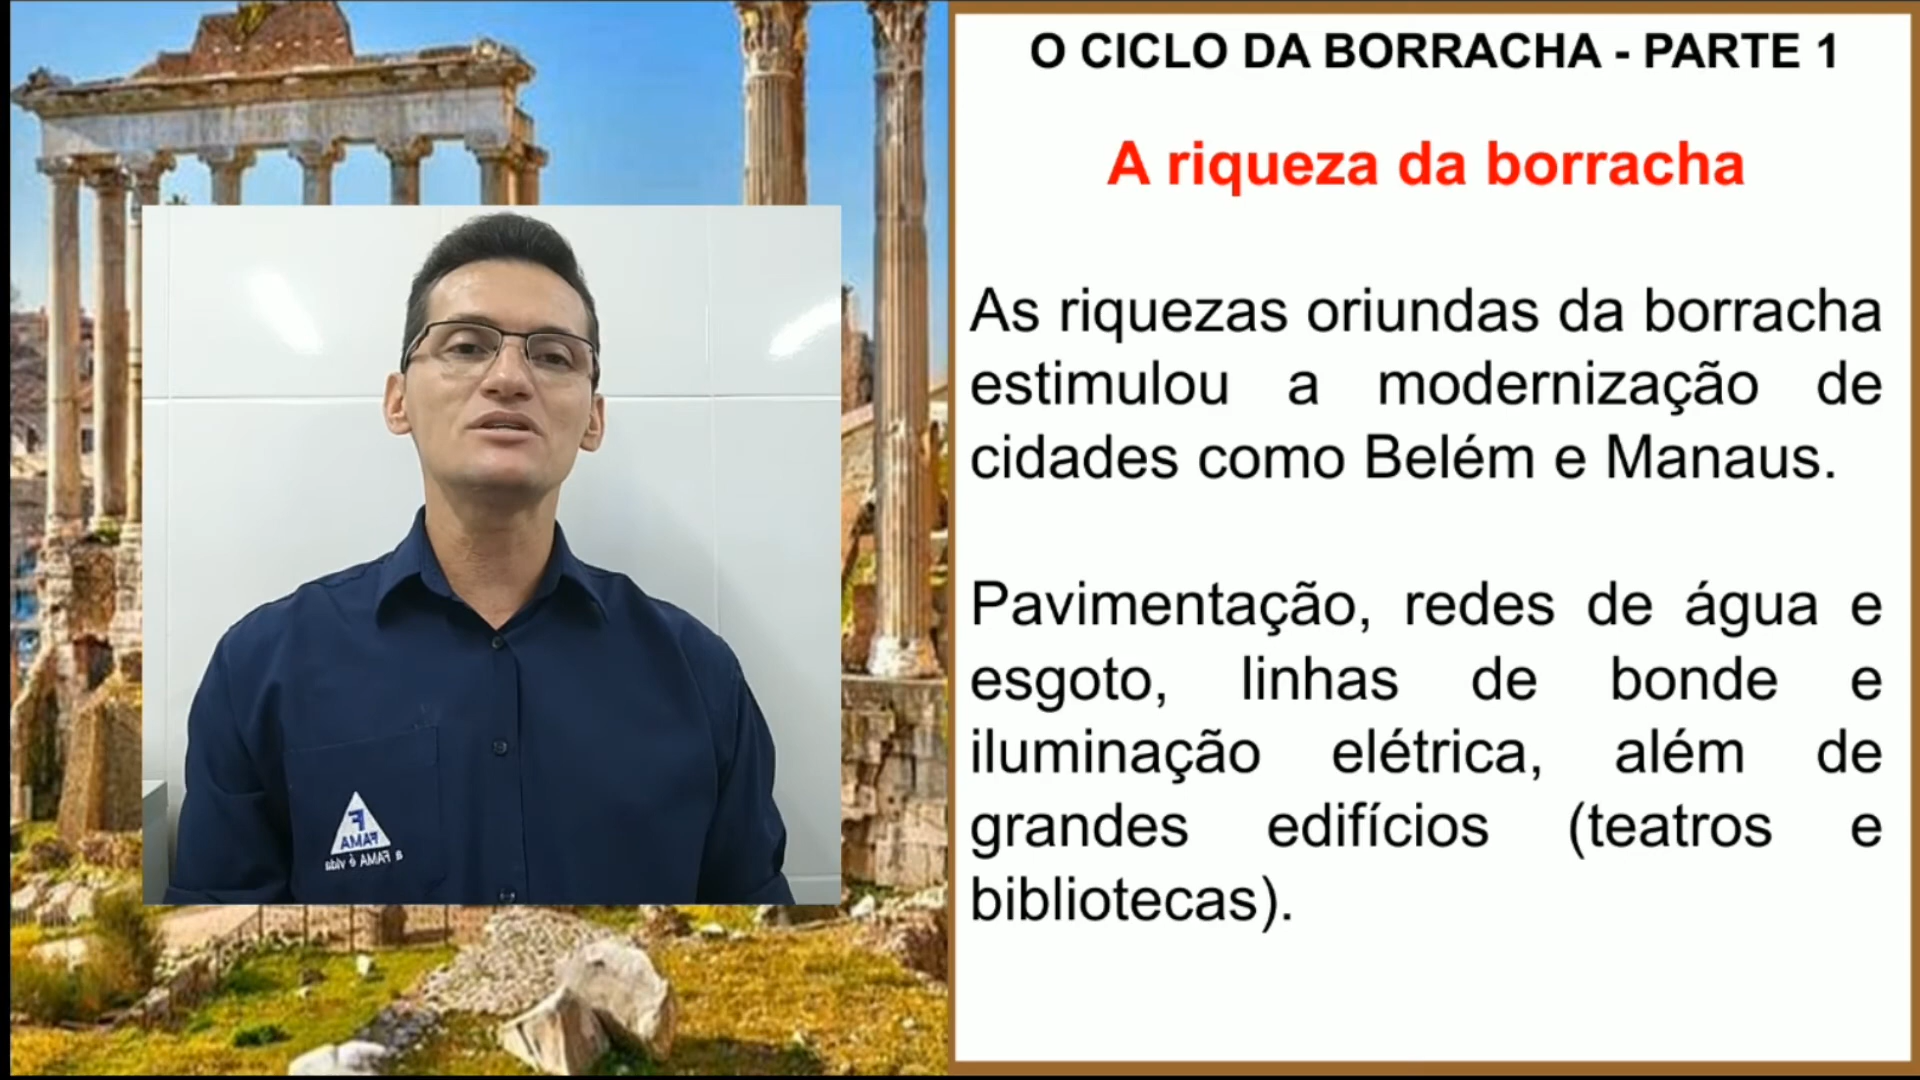 O CICLO DA BORRACHA - PARTE 1
A riqueza da borracha
As riquezas oriundas da borracha
estimulou a modernização de
cidades como Belém e Manaus.
Pavimentação, redes de água e
esgoto, linhas de bonde e
iluminação elétrica, além de
grandes edifícios (teatros e
bibliotecas).
F
FAMA
a FAMA é vida